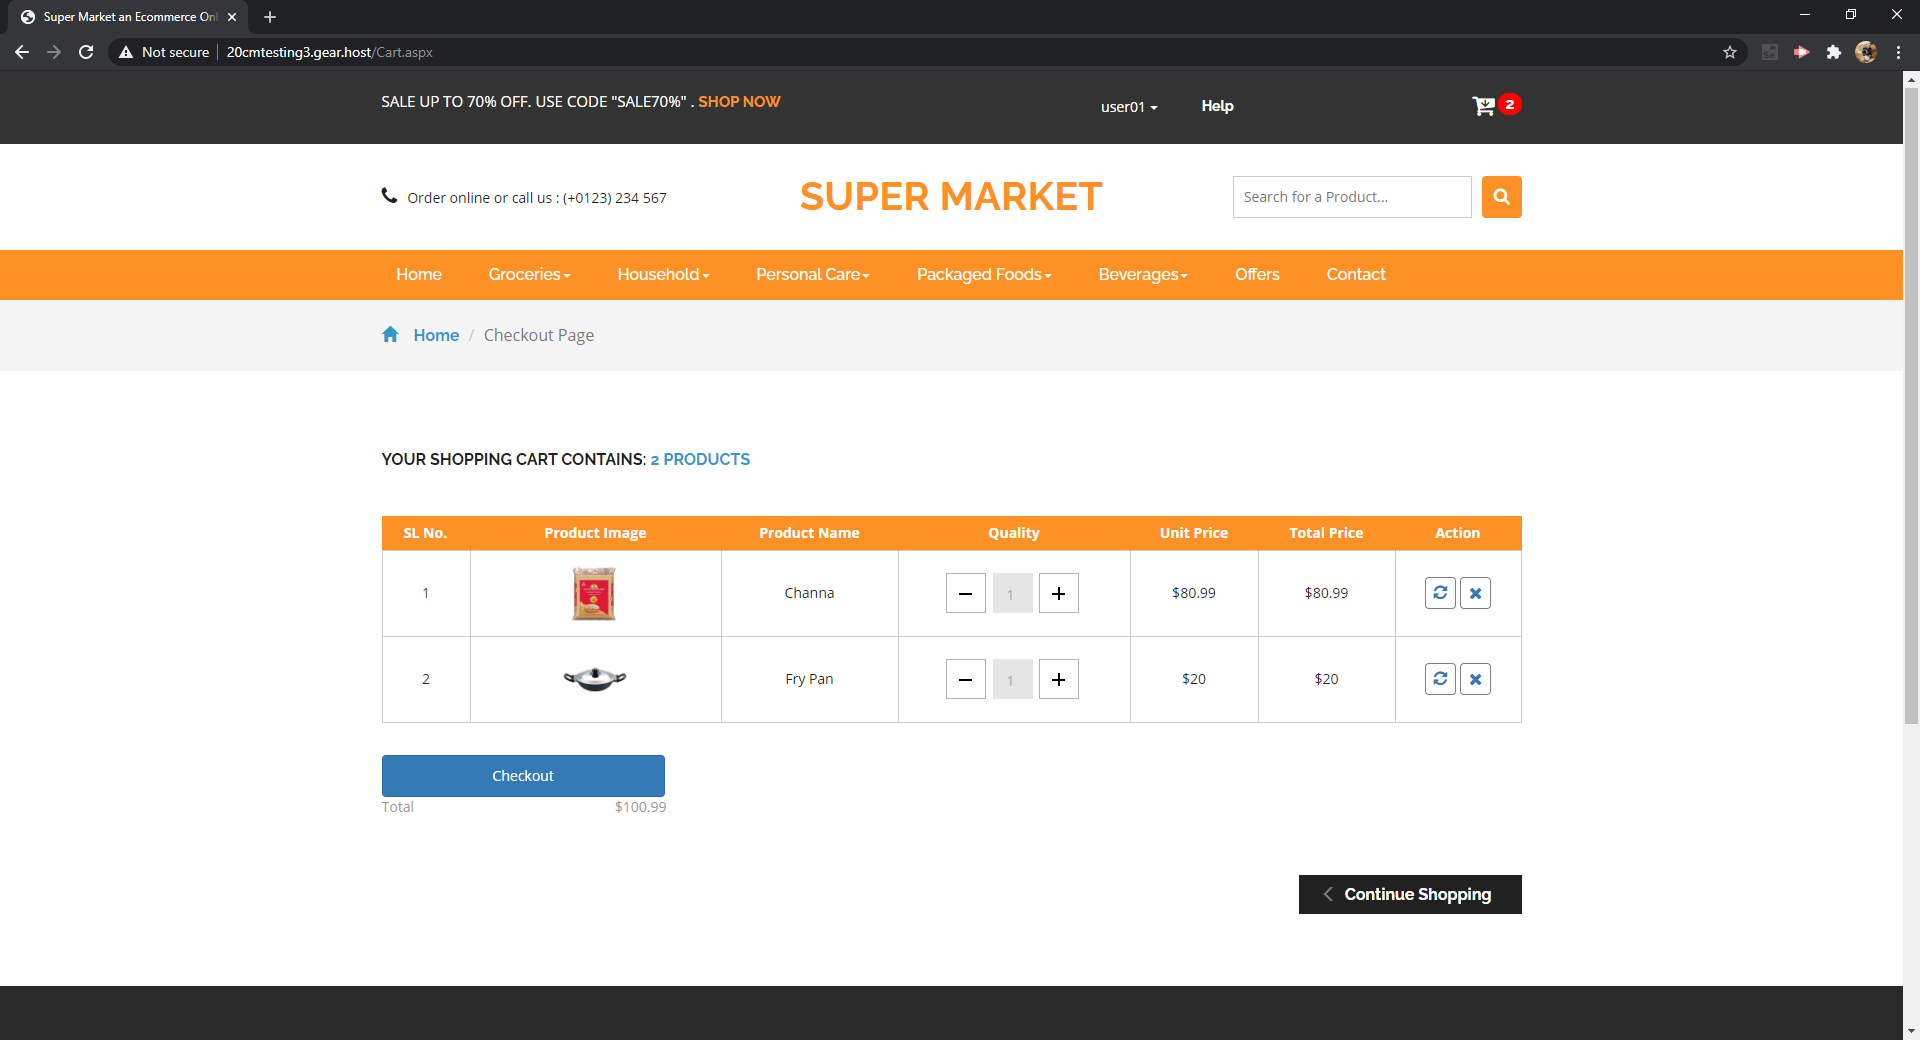 Super Market an Ecommerce Onl
Not secure | 20cmtesting3.gear.host/Cart.aspx
SALE UP TO 70% OFF. USE CODE "SALE70%" . SHOP NOW
user01
Help
2
Order online or call us : (+0123) 234 567
SUPER MARKET
Search for a Product...
Home Groceries Household Personal Care Packaged Foods Beverages Offers Contact
Home / Checkout Page
YOUR SHOPPING CART CONTAINS: 2 PRODUCTS
SL No. Product Image Product Name Quality Unit Price Total Price Action
1 Channa 1 $80.99 $80.99
2 Fry Pan 1 $20 $20
Checkout
Total $100.99
Continue Shopping